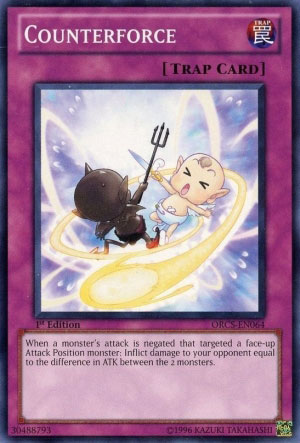 COUNTERFORCE
TRAP
罠
[TRAP CARD]
1st Edition
ORCS-EN064
When a monster's attack is negated that targeted a face-up
Attack Position monster: Inflict damage to your opponent equal
to the difference in ATK between the 2 monsters.
30488793
©1996 KAZUKI TAKAHASHI